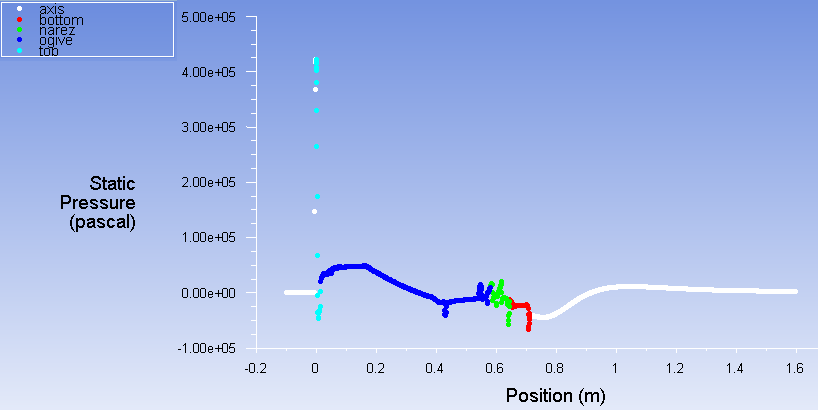 axis
bottom
narez
ogive
top
5.00e+05
4.00e+05
3.00e+05
2.00e+05
1.00e+05
0.00e+00
-1.00e+05
Static
Pressure
(pascal)
-0.2 0 0.2 0.4 0.6 0.8 1 1.2 1.4 1.6
Position (m)